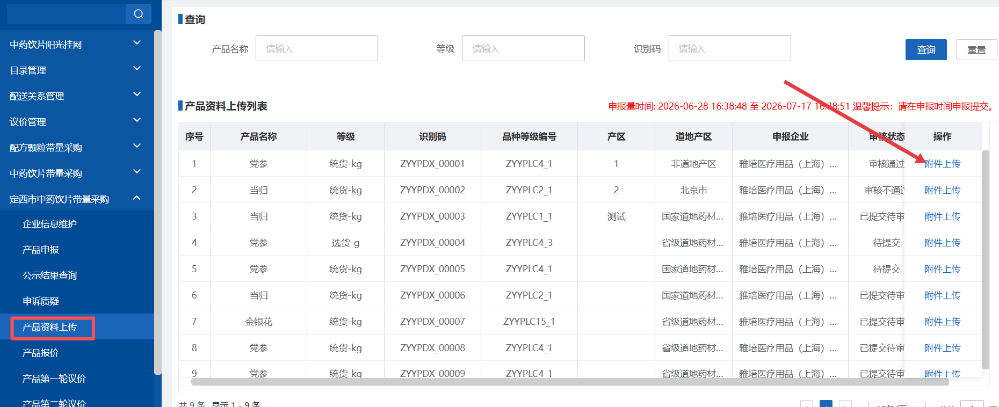 中药饮片阳光挂网
目录管理
配送关系管理
议价管理
配方颗粒带量采购
中药饮片带量采购
定西市中药饮片带量采购
企业信息维护
产品申报
公示结果查询
申诉质疑
产品资料上传
产品报价
产品第一轮议价
产品第二轮议价
查询
产品名称 请输入 等级 请输入 识别码 请输入 查询 重置
产品资料上传列表 申报量时间: 2026-06-28 16:38:48 至 2026-07-17 16:38:51 温馨提示：请在申报时间申报提交。
序号 产品名称 等级 识别码 品种等级编号 产区 道地产区 申报企业 审核状态 操作
1 党参 统货-kg ZYYPDX_00001 ZYYPLC4_1 1 非道地产区 雅培医疗用品（上海）... 审核通过 附件上传
2 当归 统货-kg ZYYPDX_00002 ZYYPLC2_1 2 北京市 雅培医疗用品（上海）... 审核不通过 附件上传
3 当归 统货-kg ZYYPDX_00003 ZYYPLC1_1 测试 国家道地药材... 雅培医疗用品（上海）... 已提交待审 附件上传
4 党参 选货-g ZYYPDX_00004 ZYYPLC4_3 省级道地药材... 雅培医疗用品（上海）... 待提交 附件上传
5 党参 统货-kg ZYYPDX_00005 ZYYPLC4_1 国家道地药材... 雅培医疗用品（上海）... 待提交 附件上传
6 当归 统货-kg ZYYPDX_00006 ZYYPLC2_1 国家道地药材... 雅培医疗用品（上海）... 已提交待审 附件上传
7 金银花 统货-kg ZYYPDX_00007 ZYYPLC15_1 省级道地药材... 雅培医疗用品（上海）... 已提交待审 附件上传
8 党参 统货-kg ZYYPDX_00008 ZYYPLC4_1 省级道地药材... 雅培医疗用品（上海）... 已提交待审 附件上传
9 党参 统货-kg ZYYPDX_00009 ZYYPLC4_1 省级道地药材... 雅培医疗用品（上海）... 已提交待审 附件上传
共 9 条 显示 1 - 9 条